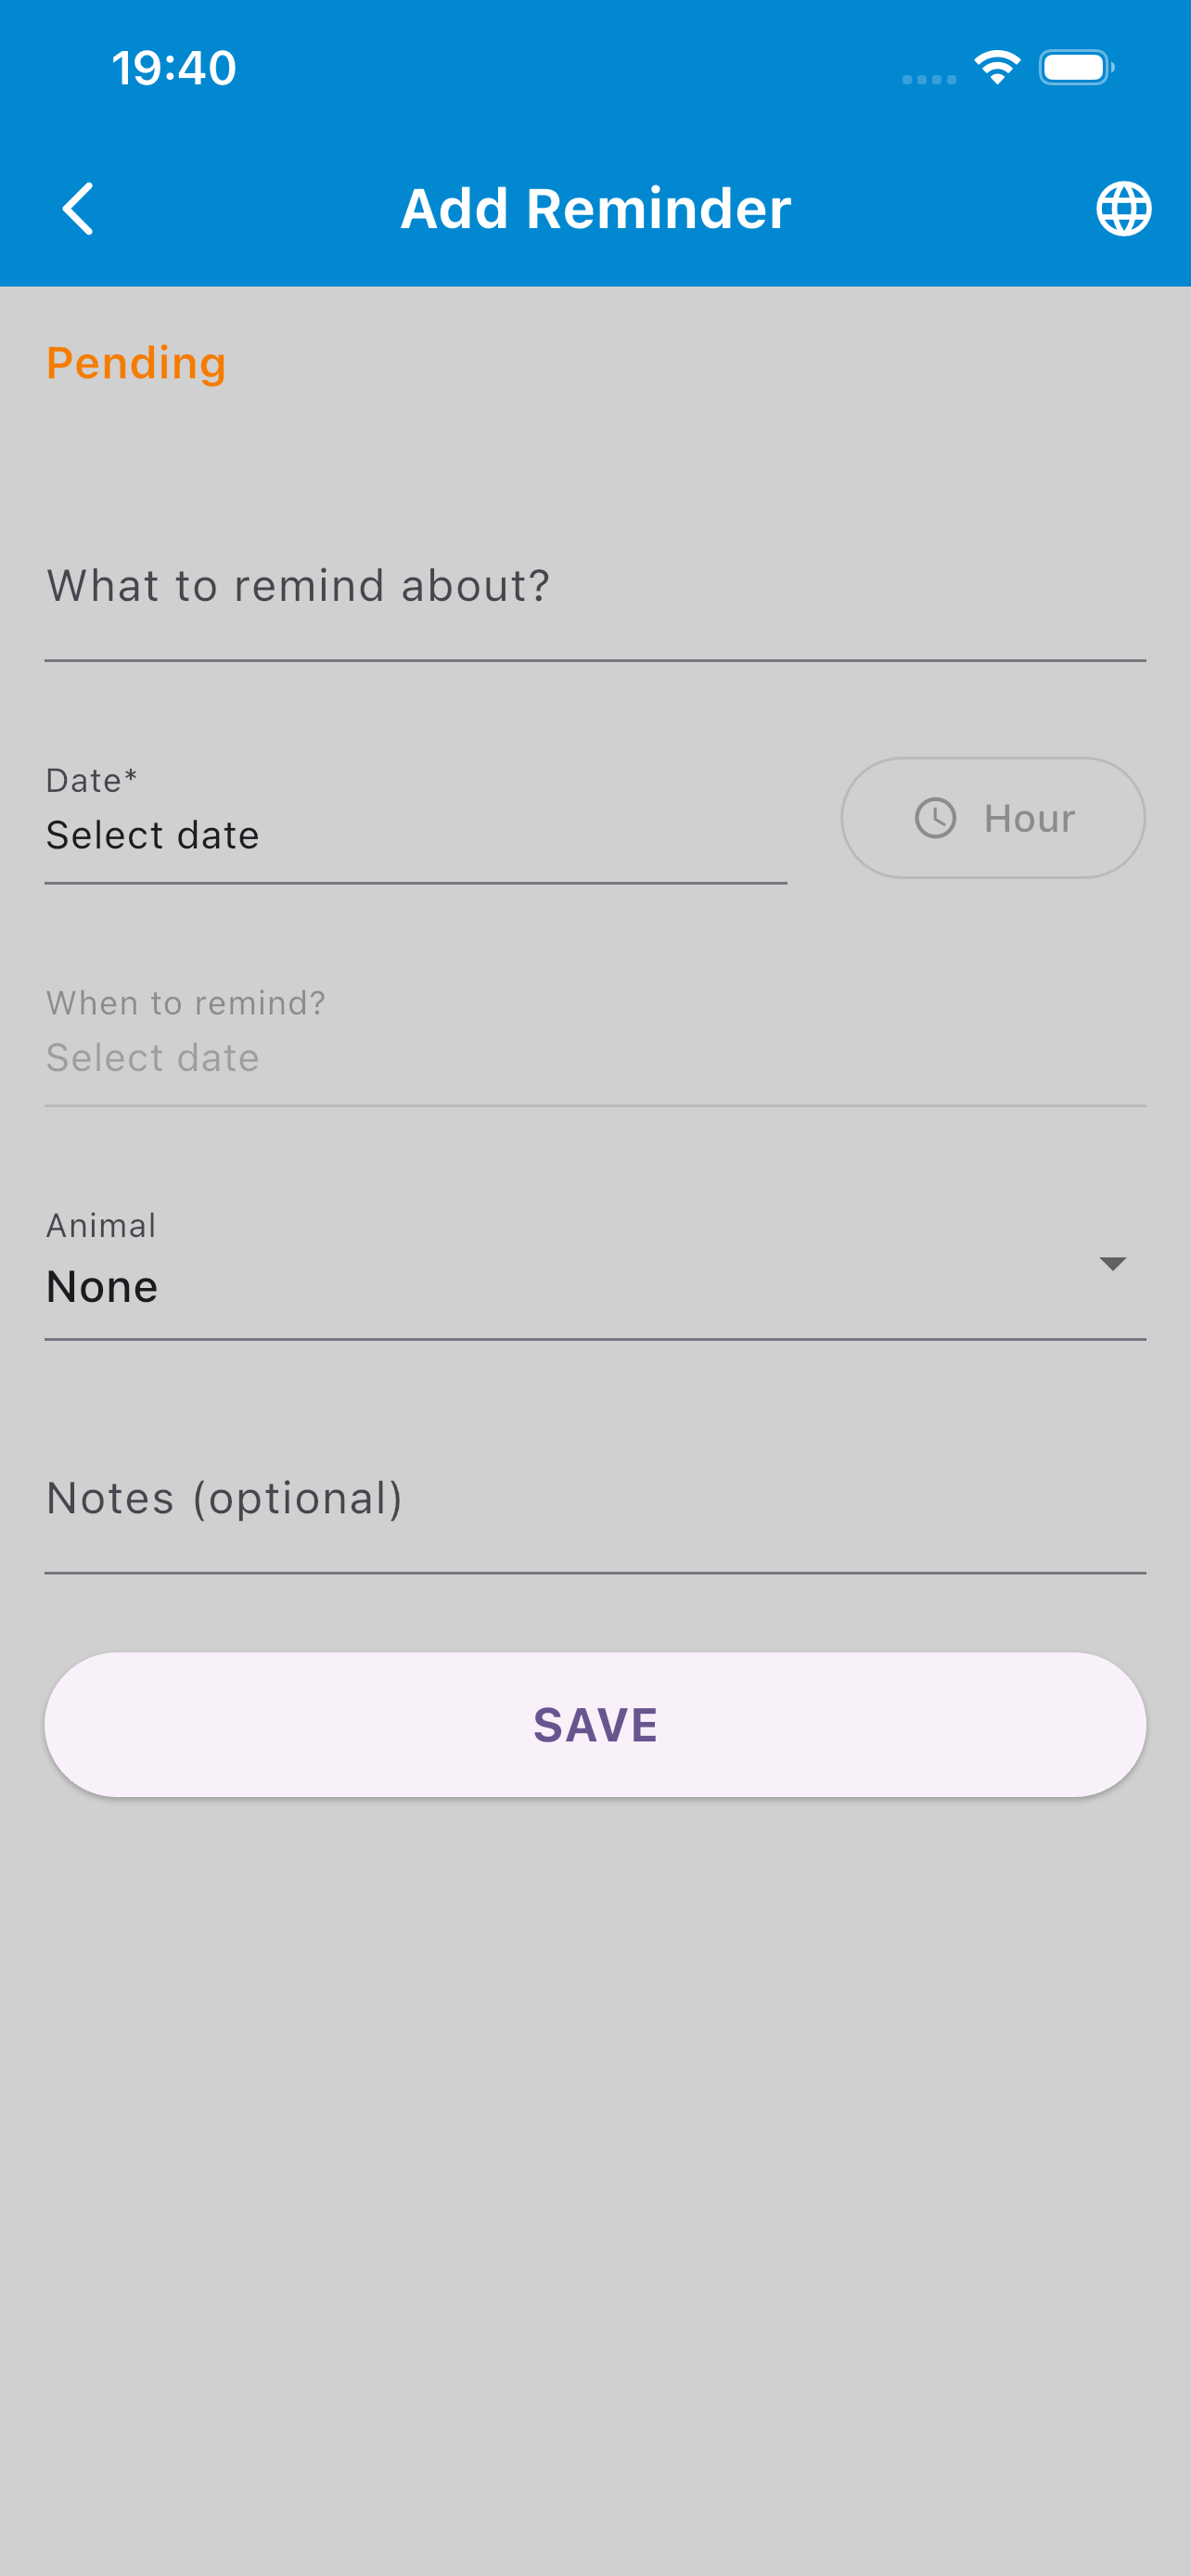 19:40
Add Reminder
Pending
What to remind about?
Date*
Select date
Hour
When to remind?
Select date
Animal
None
Notes (optional)
SAVE